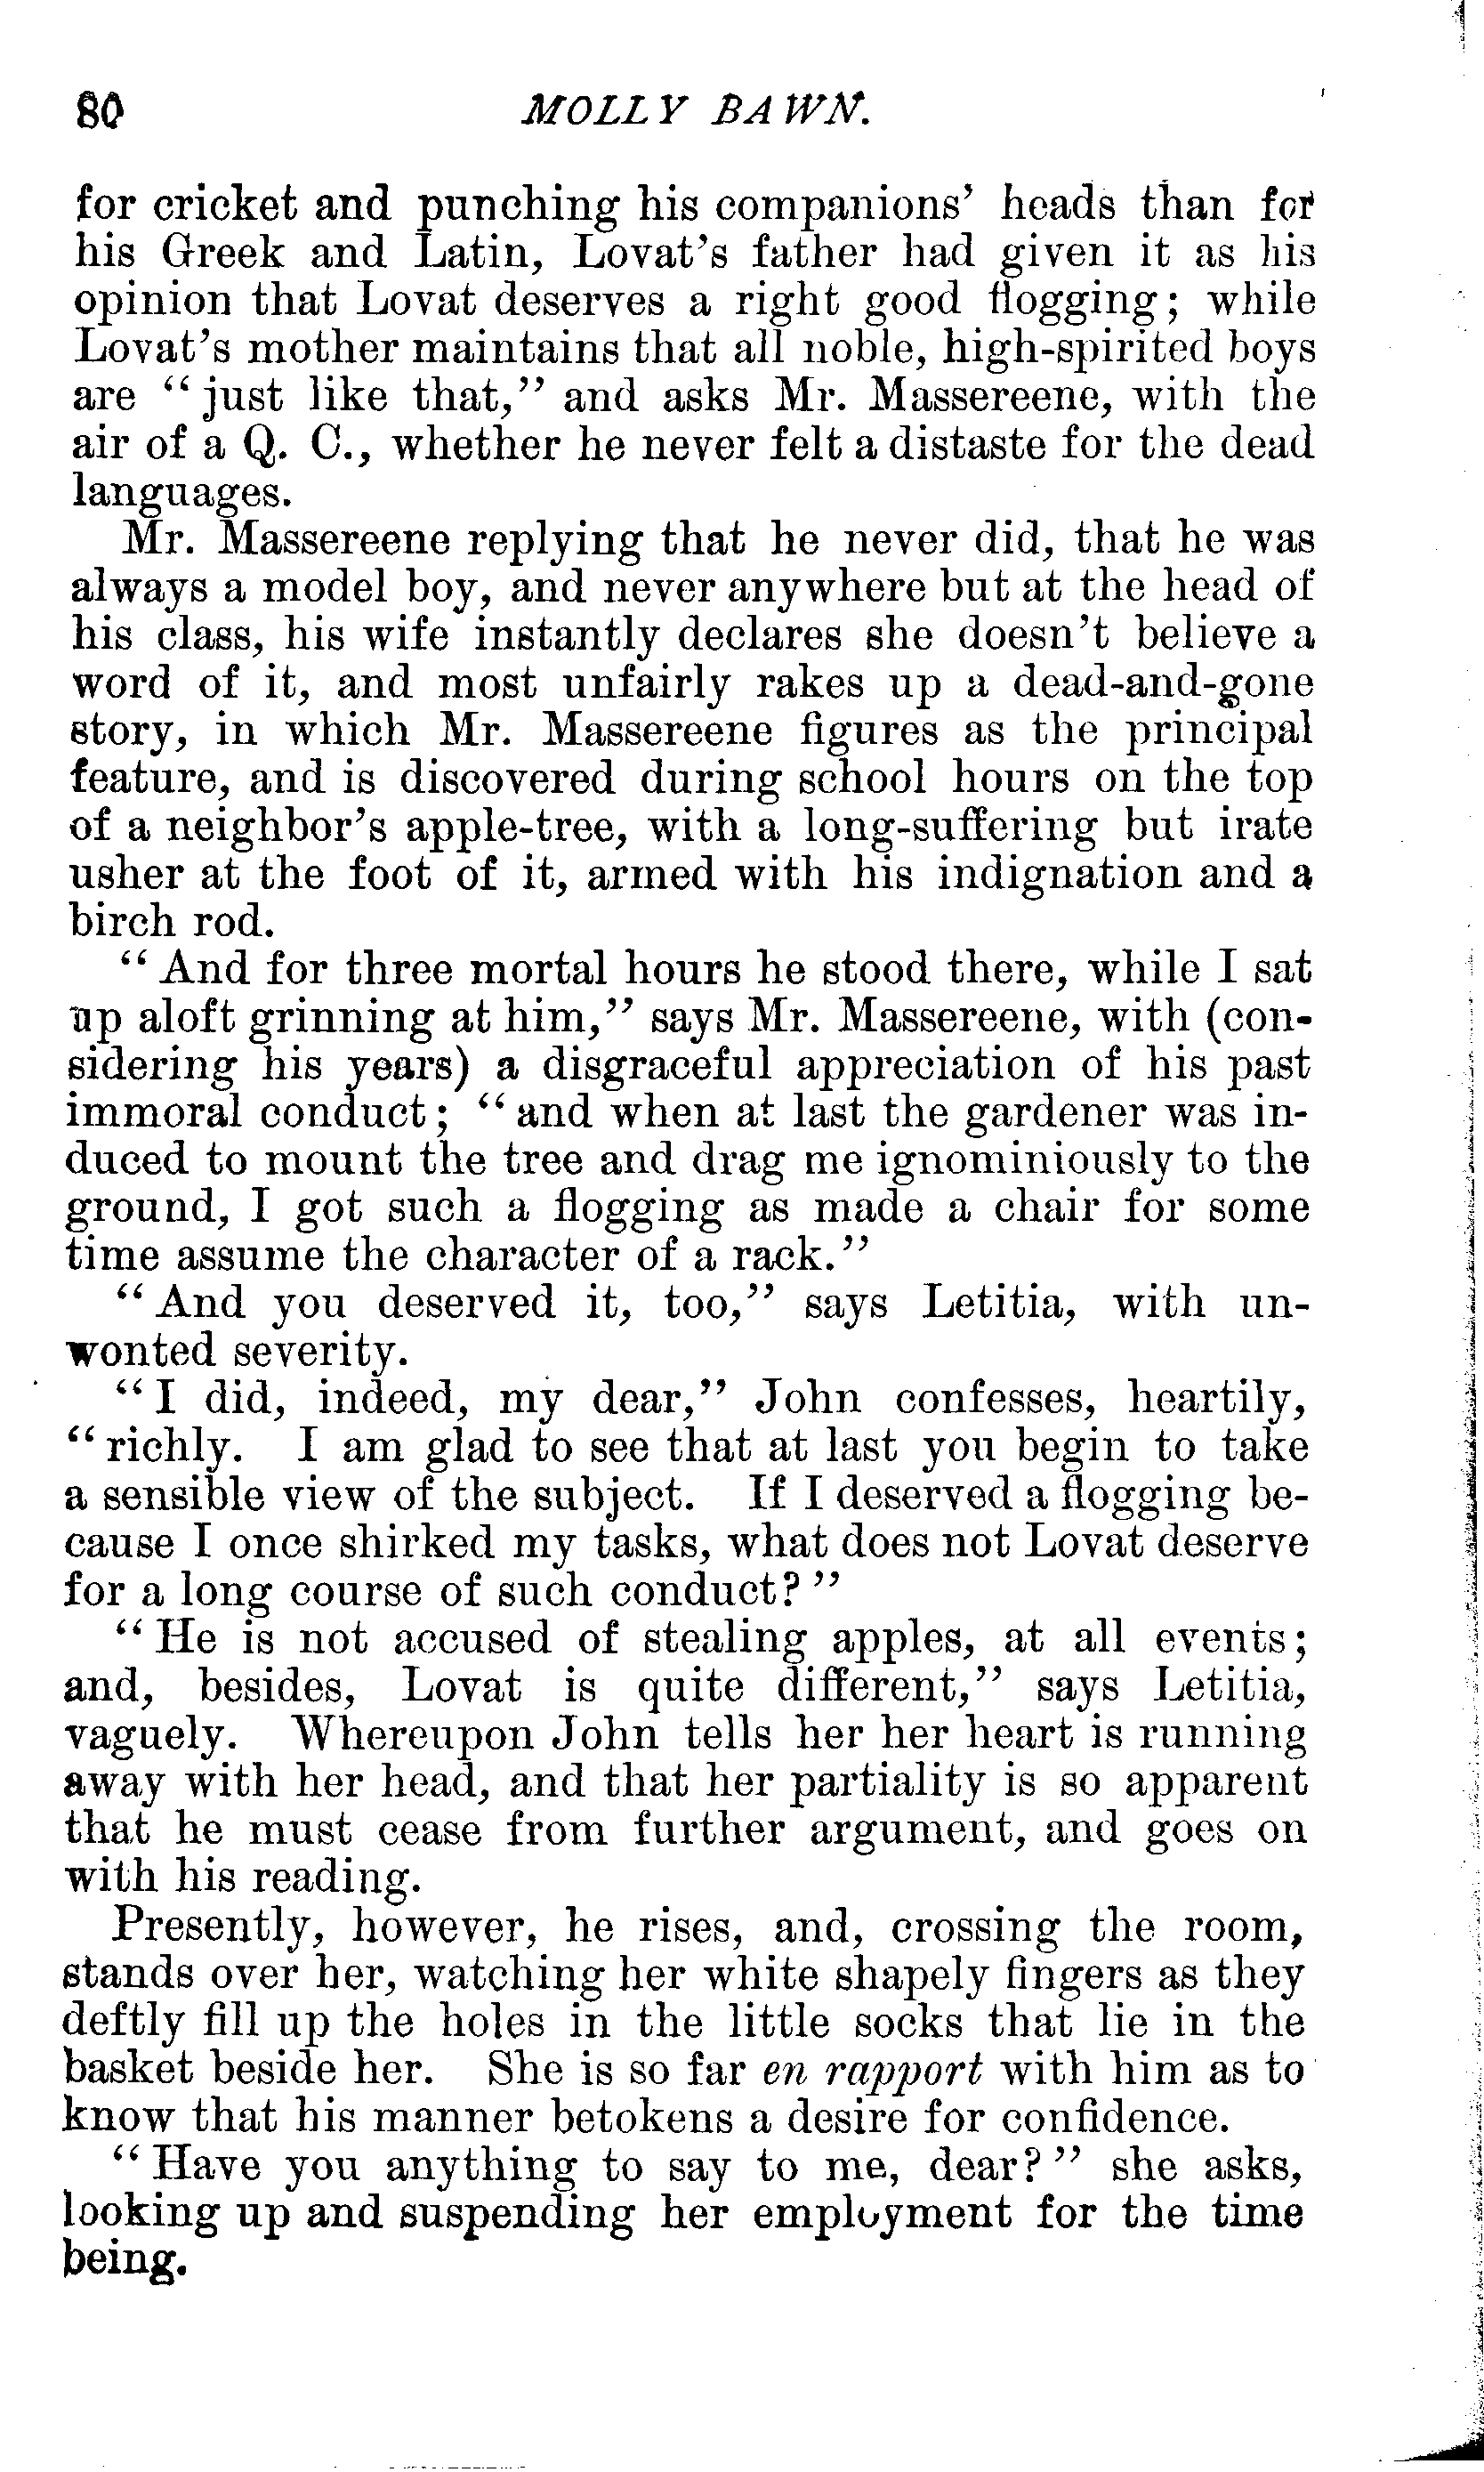 80 MOLLY BAWN.
for cricket and punching his companions' heads than for
his Greek and Latin, Lovat's father had given it as his
opinion that Lovat deserves a right good flogging; while
Lovat's mother maintains that all noble, high-spirited boys
are "just like that," and asks Mr. Massereene, with the
air of a Q. C., whether he never felt a distaste for the dead
languages.
Mr. Massereene replying that he never did, that he was
always a model boy, and never anywhere but at the head of
his class, his wife instantly declares she doesn't believe a
word of it, and most unfairly rakes up a dead-and-gone
story, in which Mr. Massereene figures as the principal
feature, and is discovered during school hours on the top
of a neighbor's apple-tree, with a long-suffering but irate
usher at the foot of it, armed with his indignation and a
birch rod.
"And for three mortal hours he stood there, while I sat
up aloft grinning at him," says Mr. Massereene, with (con-
sidering his years) a disgraceful appreciation of his past
immoral conduct; "and when at last the gardener was in-
duced to mount the tree and drag me ignominiously to the
ground, I got such a flogging as made a chair for some
time assume the character of a rack."
"And you deserved it, too," says Letitia, with un-
wonted severity.
"I did, indeed, my dear," John confesses, heartily,
"richly. I am glad to see that at last you begin to take
a sensible view of the subject. If I deserved a flogging be-
cause I once shirked my tasks, what does not Lovat deserve
for a long course of such conduct?"
"He is not accused of stealing apples, at all events;
and, besides, Lovat is quite different," says Letitia,
vaguely. Whereupon John tells her her heart is running
away with her head, and that her partiality is so apparent
that he must cease from further argument, and goes on
with his reading.
Presently, however, he rises, and, crossing the room,
stands over her, watching her white shapely fingers as they
deftly fill up the holes in the little socks that lie in the
basket beside her. She is so far en rapport with him as to
know that his manner betokens a desire for confidence.
"Have you anything to say to me, dear?" she asks,
looking up and suspending her employment for the time
being.